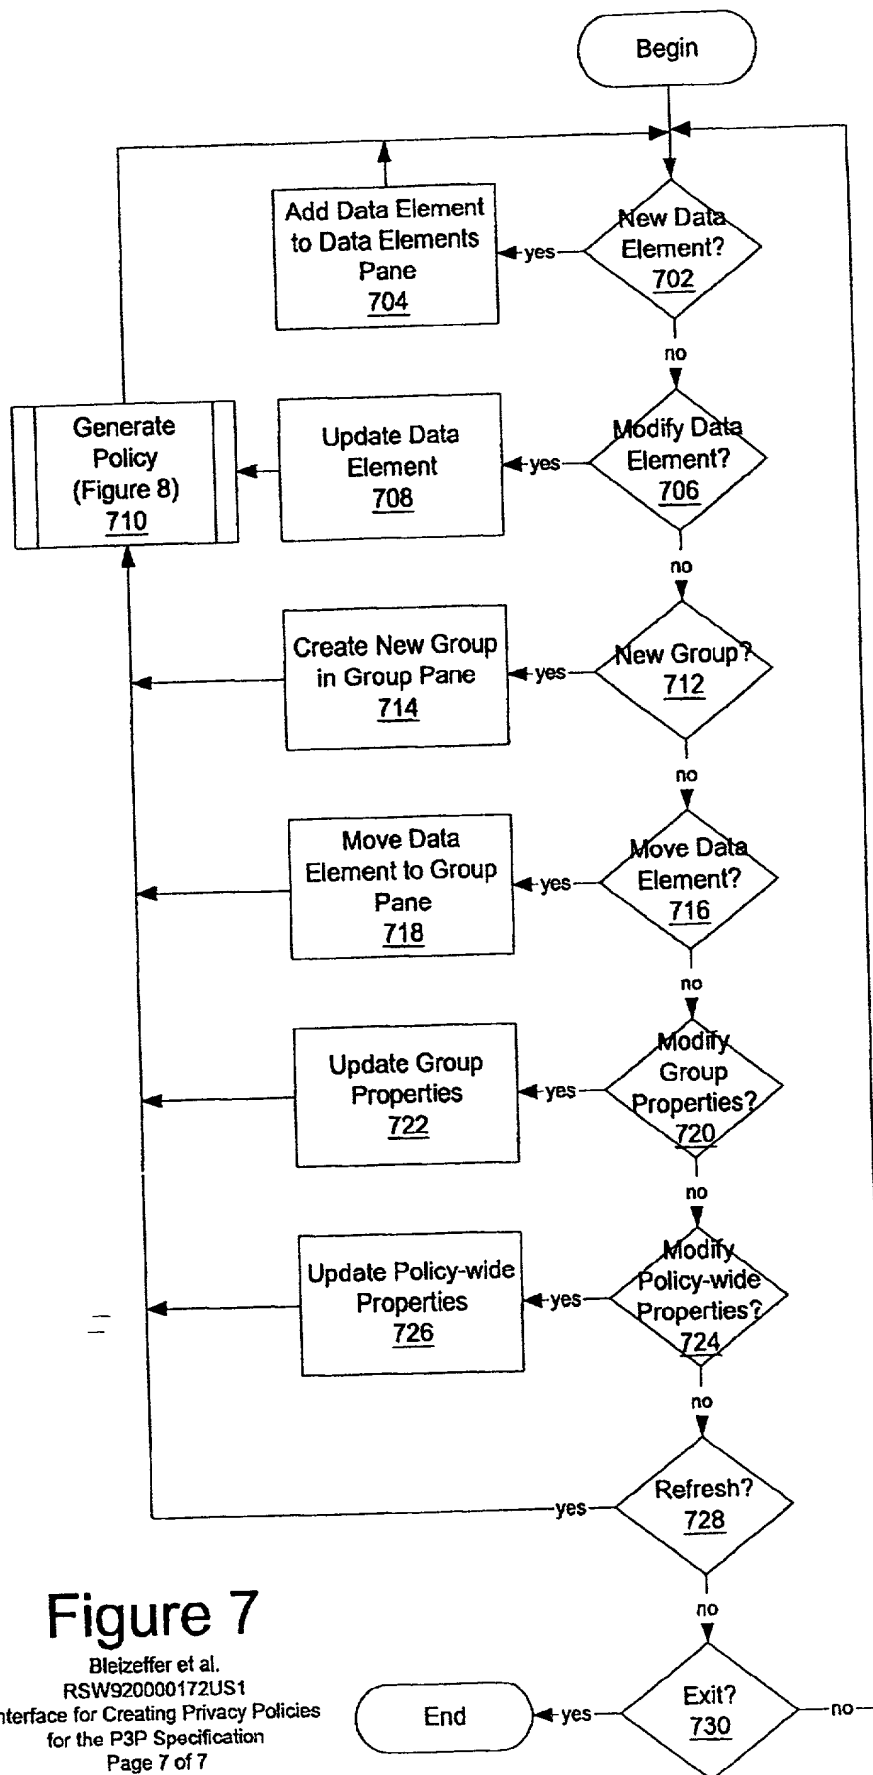 Begin
New Data
Element?
702
yes
Add Data Element
to Data Elements
Pane
704
no
Modify Data
Element?
706
yes
Update Data
Element
708
Generate
Policy
(Figure 8)
710
no
New Group?
712
yes
Create New Group
in Group Pane
714
no
Move Data
Element?
716
yes
Move Data
Element to Group
Pane
718
no
Modify
Group
Properties?
720
yes
Update Group
Properties
722
no
Modify
Policy-wide
Properties?
724
yes
Update Policy-wide
Properties
726
no
Refresh?
728
yes
no
Exit?
730
yes
no
End
Figure 7
Bleizeffer et al.
RSW920000172US1
nterface for Creating Privacy Policies
for the P3P Specification
Page 7 of 7